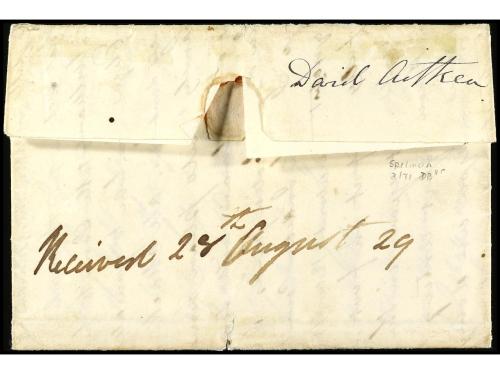 David Aitken
Received 28th August 29